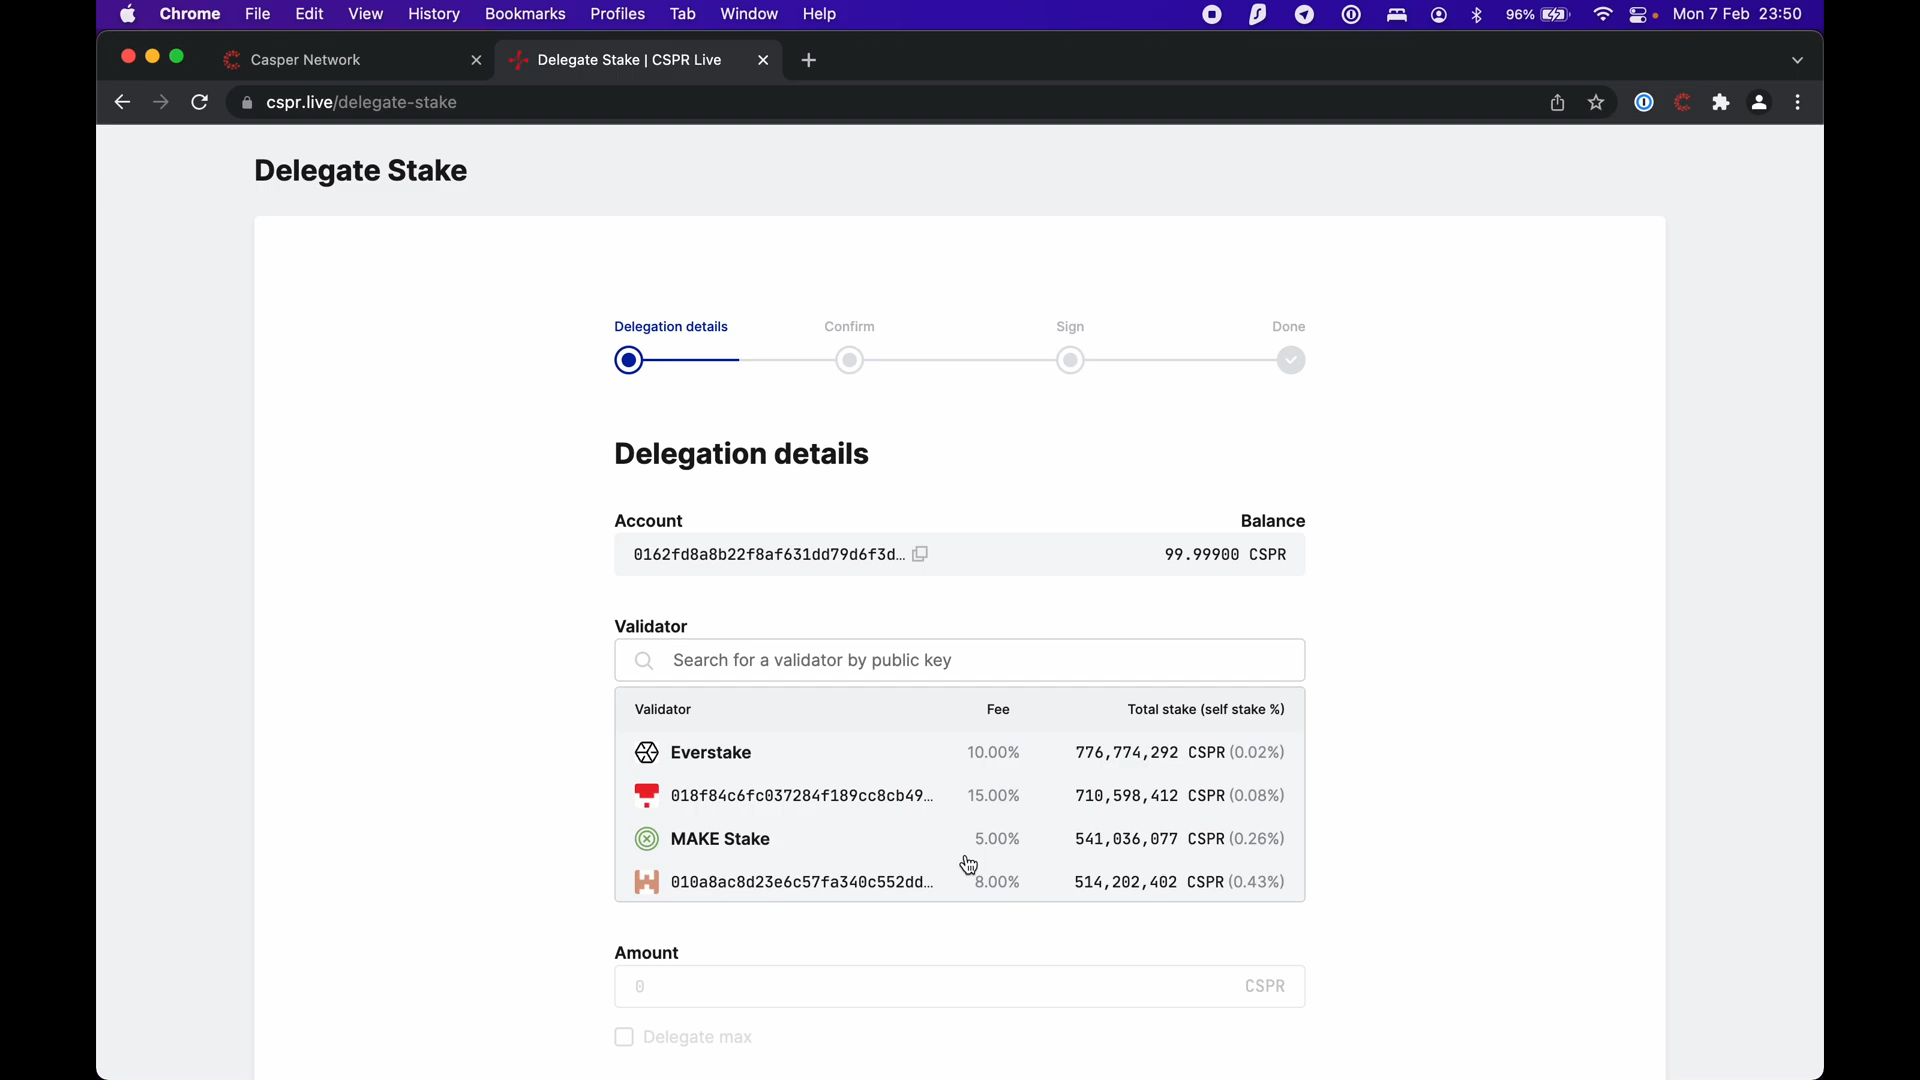 Chrome File Edit View History Bookmarks Profiles Tab Window Help 96% Mon 7 Feb 23:50
Casper Network Delegate Stake | CSPR Live
cspr.live/delegate-stake
Delegate Stake
Delegation details Confirm Sign Done
Delegation details
Account Balance
0162fd8a8b22f8af631dd79d6f3d… 99.99900 CSPR
Validator
Search for a validator by public key
Validator Fee Total stake (self stake %)
Everstake 10.00% 776,774,292 CSPR (0.02%)
018f84c6fc037284f189cc8cb49… 15.00% 710,598,412 CSPR (0.08%)
MAKE Stake 5.00% 541,036,077 CSPR (0.26%)
010a8ac8d23e6c57fa340c552dd… 8.00% 514,202,402 CSPR (0.43%)
Amount
0 CSPR
Delegate max